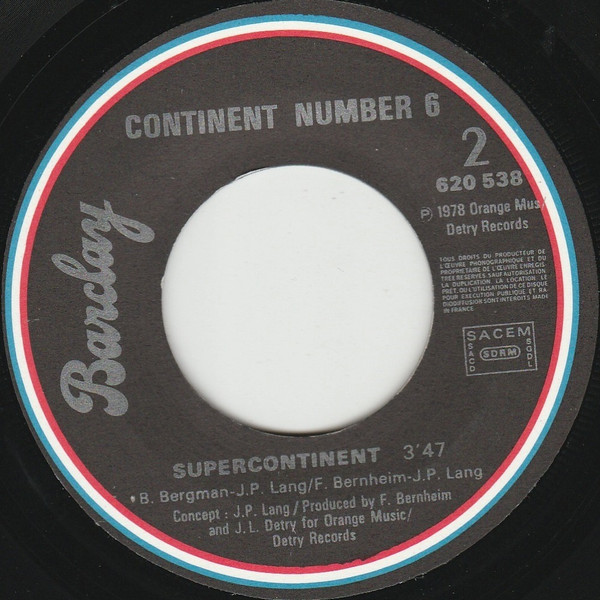 CONTINENT NUMBER 6
2
620 538
Ⓟ 1978 Orange Music
Detry Records
Barclay
TOUS DROITS DU PRODUCTEUR DE
L'ŒUVRE PHONOGRAPHIQUE ET DU
PROPRIETAIRE DE L'ŒUVRE ENREGIS-
TREE RESERVES SAUF AUTORISATION.
LA DUPLICATION, LA LOCATION, LE
PRET, OU L'UTILISATION DE CE DISQUE
POUR EXECUTION PUBLIQUE ET RA-
DIODIFFUSION SONT INTERDITS MADE
IN FRANCE.
SACEM
SACD
SDRM
SGDL
SUPERCONTINENT 3'47
B. Bergman-J.P. Lang/F. Bernheim-J.P. Lang
Concept : J.P. Lang / Produced by F. Bernheim
and J.L. Detry for Orange Music/
Detry Records